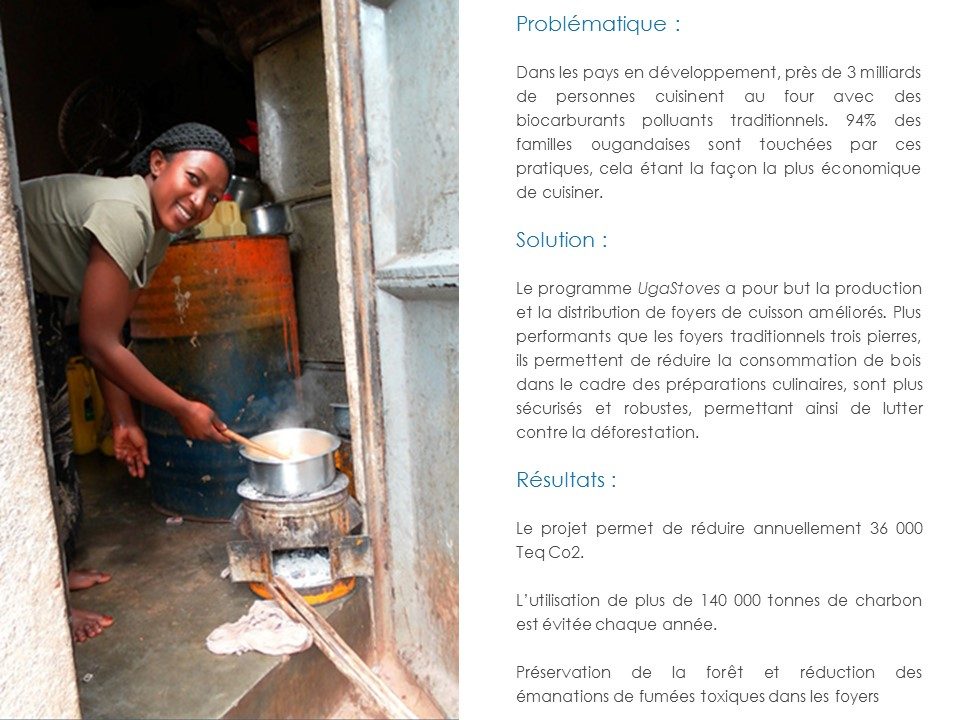 Problématique :
Dans les pays en développement, près de 3 milliards
de personnes cuisinent au four avec des
biocarburants polluants traditionnels. 94% des
familles ougandaises sont touchées par ces
pratiques, cela étant la façon la plus économique
de cuisiner.
Solution :
Le programme UgaStoves a pour but la production
et la distribution de foyers de cuisson améliorés. Plus
performants que les foyers traditionnels trois pierres,
ils permettent de réduire la consommation de bois
dans le cadre des préparations culinaires, sont plus
sécurisés et robustes, permettant ainsi de lutter
contre la déforestation.
Résultats :
Le projet permet de réduire annuellement 36 000
Teq Co2.
L’utilisation de plus de 140 000 tonnes de charbon
est évitée chaque année.
Préservation de la forêt et réduction des
émanations de fumées toxiques dans les foyers